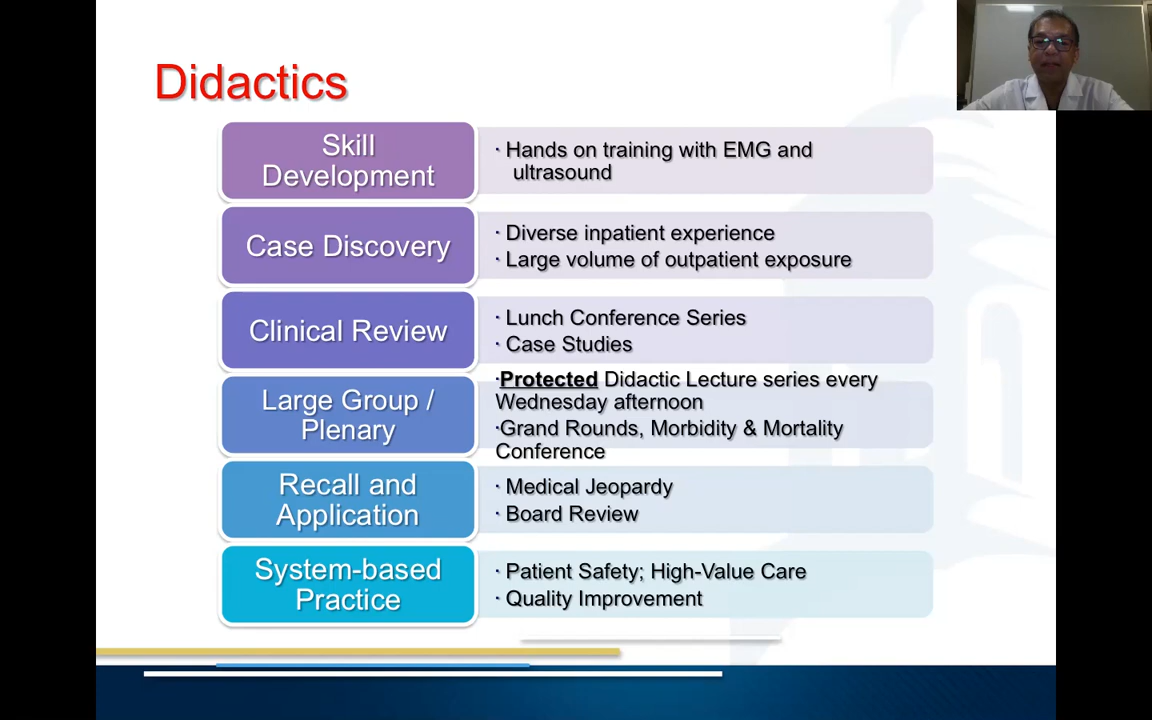 Didactics
Skill
Development
· Hands on training with EMG and
ultrasound
Case Discovery
· Diverse inpatient experience
· Large volume of outpatient exposure
Clinical Review
· Lunch Conference Series
· Case Studies
Large Group /
Plenary
·Protected Didactic Lecture series every
Wednesday afternoon
·Grand Rounds, Morbidity & Mortality
Conference
Recall and
Application
· Medical Jeopardy
· Board Review
System-based
Practice
· Patient Safety; High-Value Care
· Quality Improvement